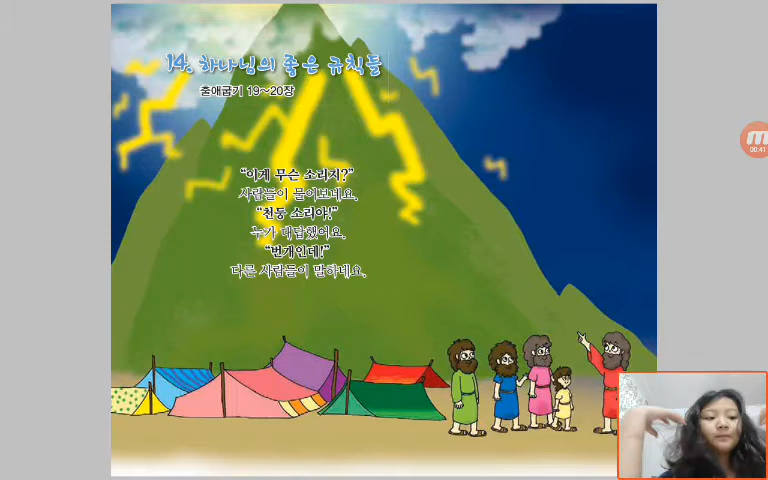 14. 하나님의 좋은 규칙들
출애굽기 19~20장
“이게 무슨 소리지?”
사람들이 물어보네요.
“천둥 소리야!”
누가 대답했어요.
“번개인데!”
다른 사람들이 말하네요.
00:41